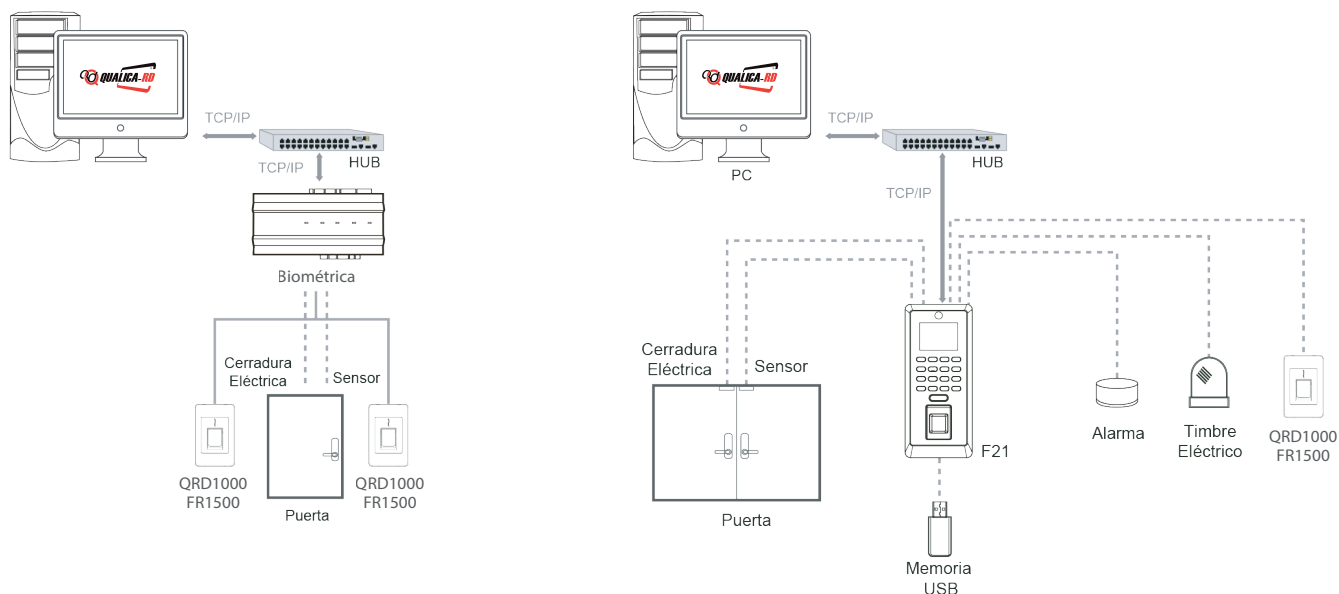 QUALICA-RD
TCP/IP
HUB
TCP/IP
Biométrica
Cerradura
Eléctrica
Sensor
QRD1000
FR1500
Puerta
QRD1000
FR1500
QUALICA-RD
PC
TCP/IP
HUB
TCP/IP
Cerradura
Eléctrica
Sensor
Puerta
F21
Memoria
USB
Alarma
Timbre
Eléctrico
QRD1000
FR1500